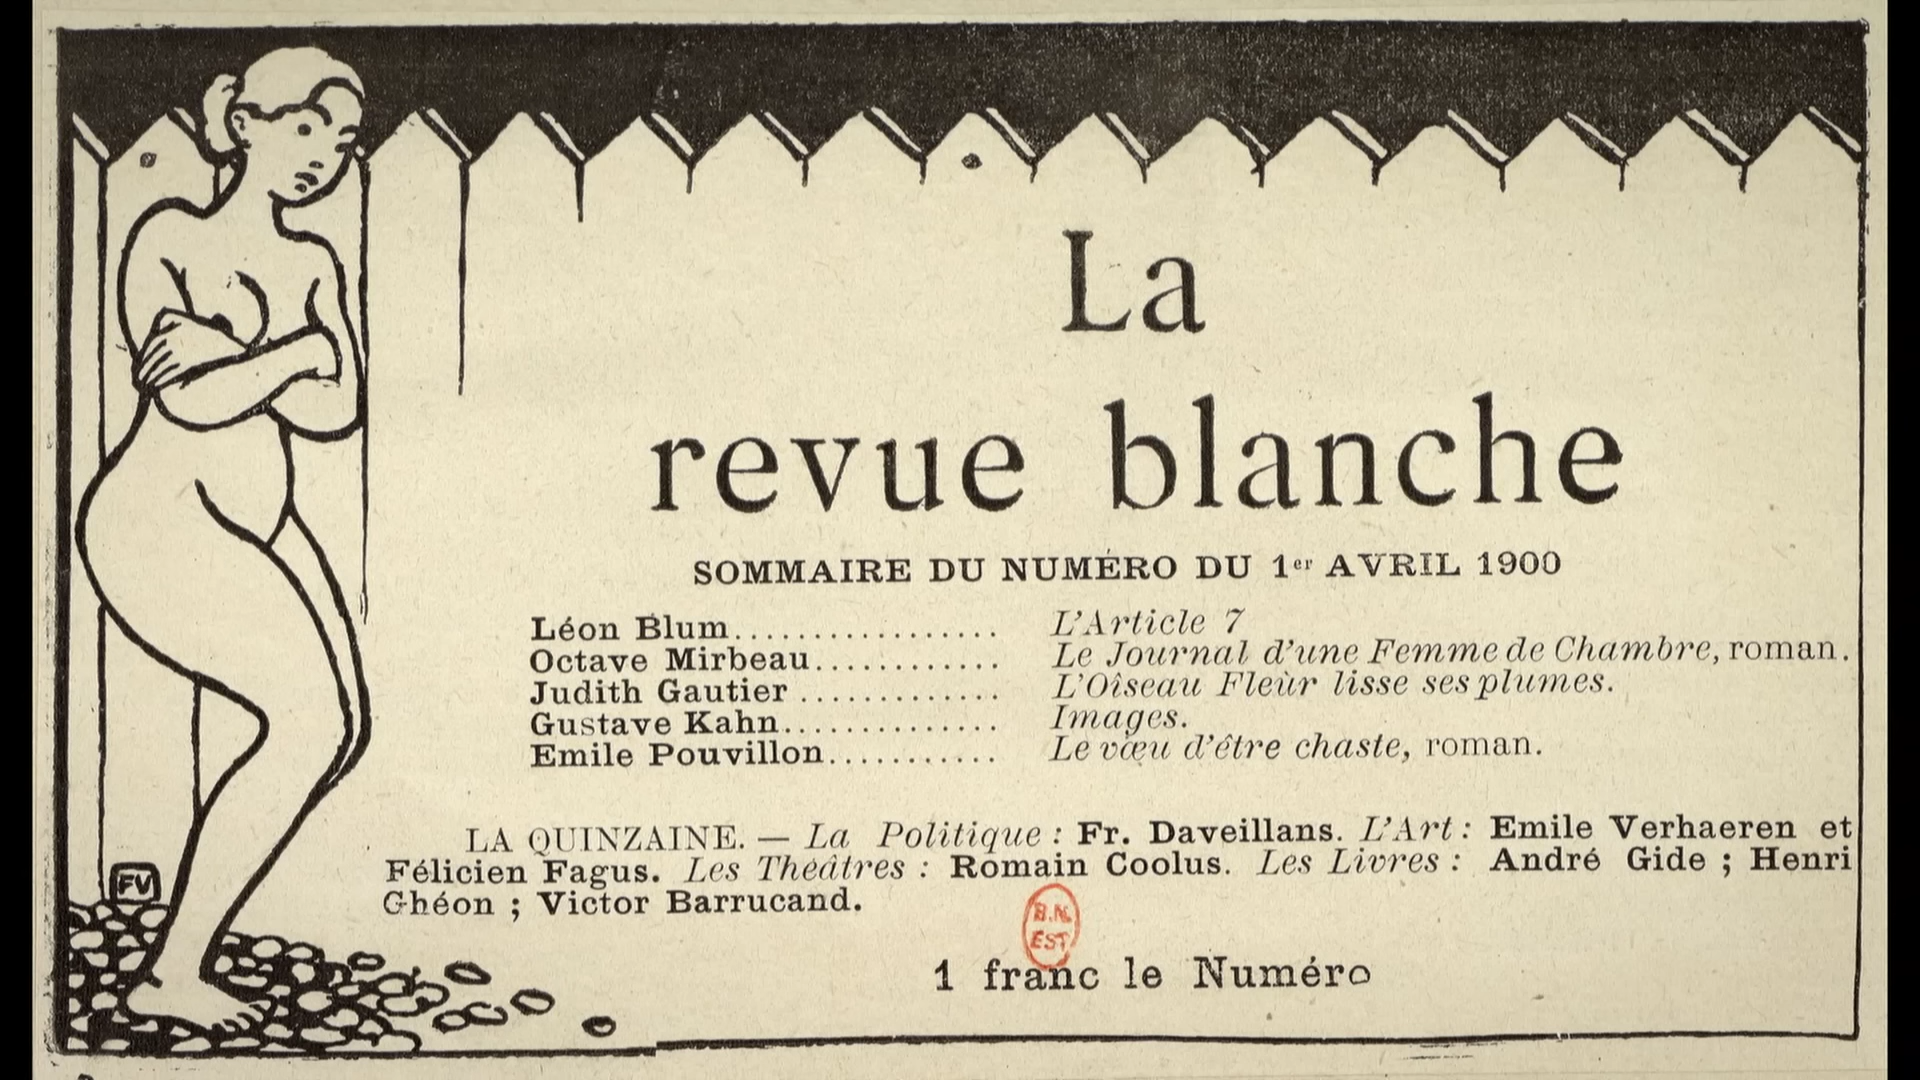 La
revue blanche
SOMMAIRE DU NUMÉRO DU 1er AVRIL 1900
Léon Blum................. L'Article 7
Octave Mirbeau............ Le Journal d'une Femme de Chambre, roman.
Judith Gautier ............. L'Oîseau Fleùr lisse ses plumes.
Gustave Kahn.............. Images.
Emile Pouvillon........... Le vœu d'être chaste, roman.
LA QUINZAINE. — La Politique : Fr. Daveillans. L'Art : Emile Verhaeren et
Félicien Fagus. Les Théâtres : Romain Coolus. Les Livres : André Gide ; Henri
Ghéon ; Victor Barrucand.
FV
B.N.
EST
1 franc le Numéro